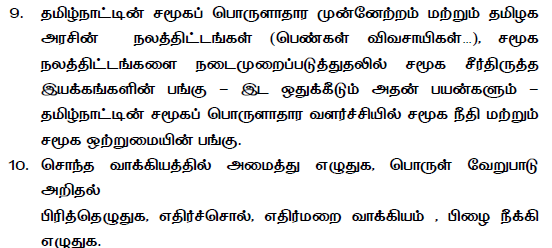 9. தமிழ்நாட்டின் சமூகப் பொருளாதார முன்னேற்றம் மற்றும் தமிழக
அரசின் நலத்திட்டங்கள் (பெண்கள் விவசாயிகள்...), சமூக
நலத்திட்டங்களை நடைமுறைப்படுத்துதலில் சமூக சீர்திருத்த
இயக்கங்களின் பங்கு – இட ஒதுக்கீடும் அதன் பயன்களும் –
தமிழ்நாட்டின் சமூகப் பொருளாதார வளர்ச்சியில் சமூக நீதி மற்றும்
சமூக ஒற்றுமையின் பங்கு.
10. சொந்த வாக்கியத்தில் அமைத்து எழுதுக, பொருள் வேறுபாடு
அறிதல்
பிரித்தெழுதுக, எதிர்ச்சொல், எதிர்மறை வாக்கியம் , பிழை நீக்கி
எழுதுக.